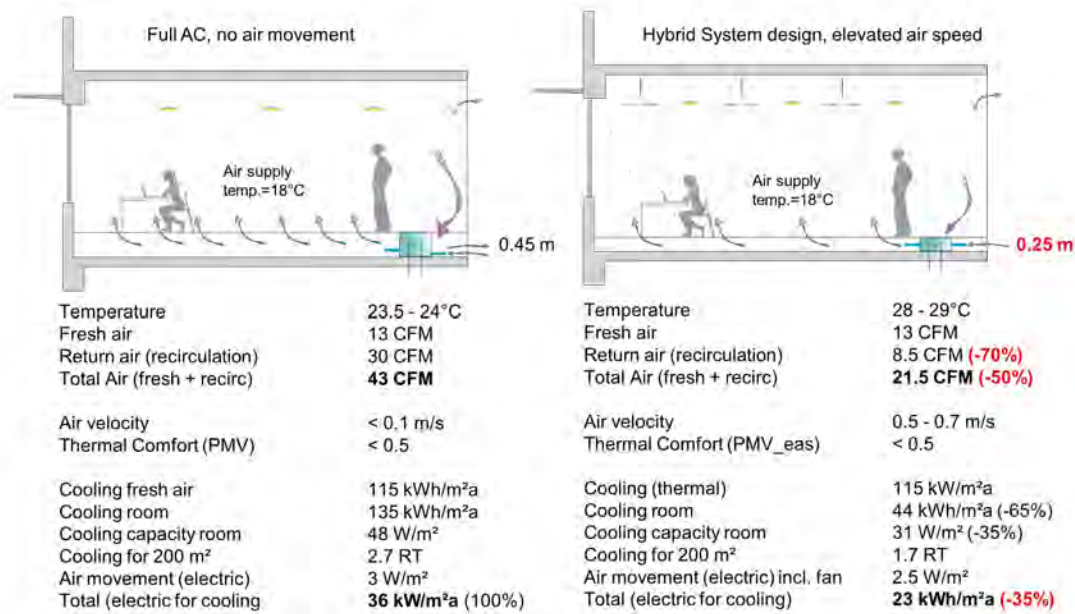 Full AC, no air movement
Air supply
temp.=18°C
0.45 m
Temperature 23.5 - 24°C
Fresh air 13 CFM
Return air (recirculation) 30 CFM
Total Air (fresh + recirc) 43 CFM
Air velocity < 0.1 m/s
Thermal Comfort (PMV) < 0.5
Cooling fresh air 115 kWh/m²a
Cooling room 135 kWh/m²a
Cooling capacity room 48 W/m²
Cooling for 200 m² 2.7 RT
Air movement (electric) 3 W/m²
Total (electric for cooling 36 kW/m²a (100%)
Hybrid System design, elevated air speed
Air supply
temp.=18°C
0.25 m
Temperature 28 - 29°C
Fresh air 13 CFM
Return air (recirculation) 8.5 CFM (-70%)
Total Air (fresh + recirc) 21.5 CFM (-50%)
Air velocity 0.5 - 0.7 m/s
Thermal Comfort (PMV_eas) < 0.5
Cooling (thermal) 115 kW/m²a
Cooling room 44 kWh/m²a (-65%)
Cooling capacity room 31 W/m² (-35%)
Cooling for 200 m² 1.7 RT
Air movement (electric) incl. fan 2.5 W/m²
Total (electric for cooling) 23 kWh/m²a (-35%)